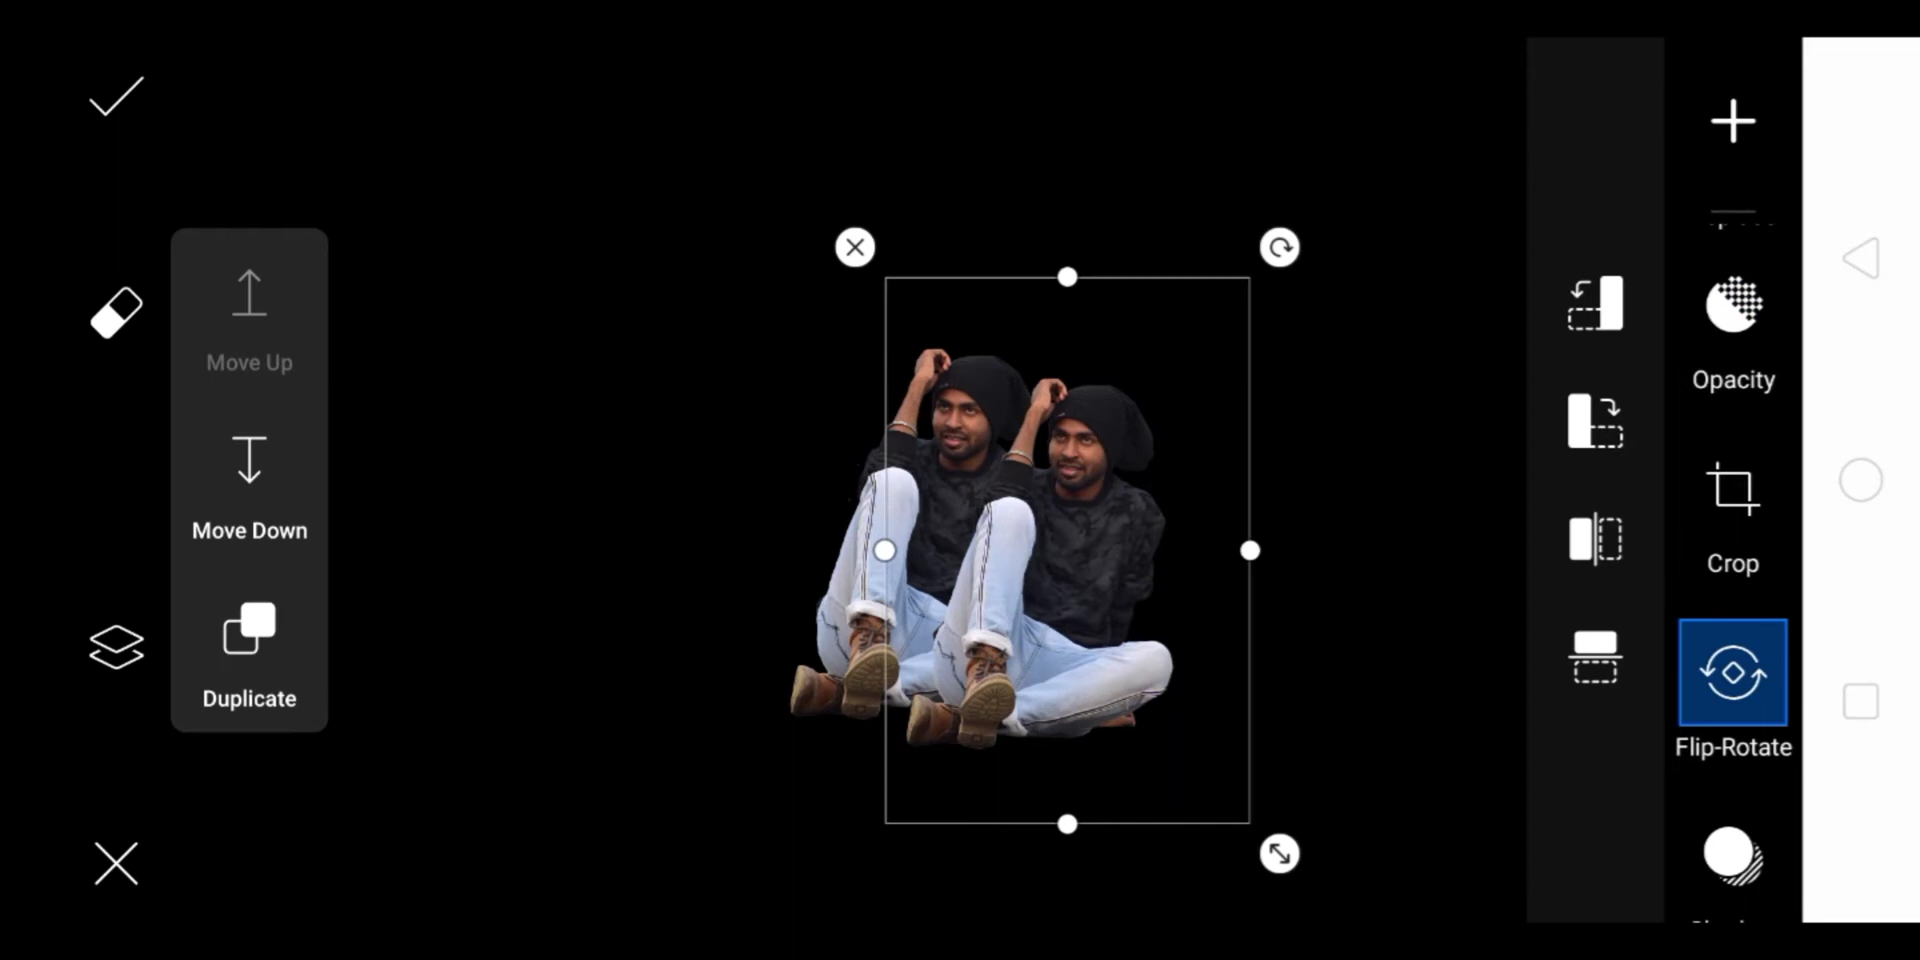 Move Up
Move Down
Duplicate
Opacity
Crop
Flip-Rotate